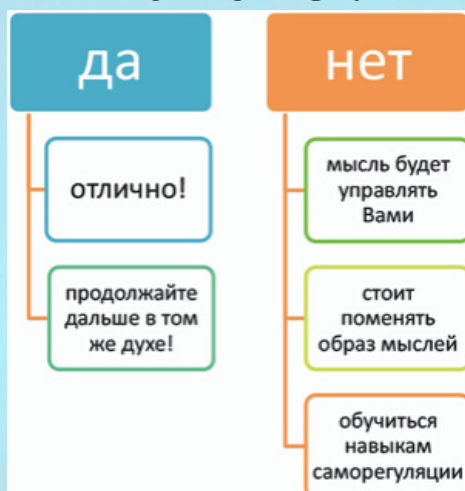 да
отлично!
продолжайте
дальше в том
же духе!
нет
мысль будет
управлять
Вами
стоит
поменять
образ мыслей
обучиться
навыкам
саморегуляции